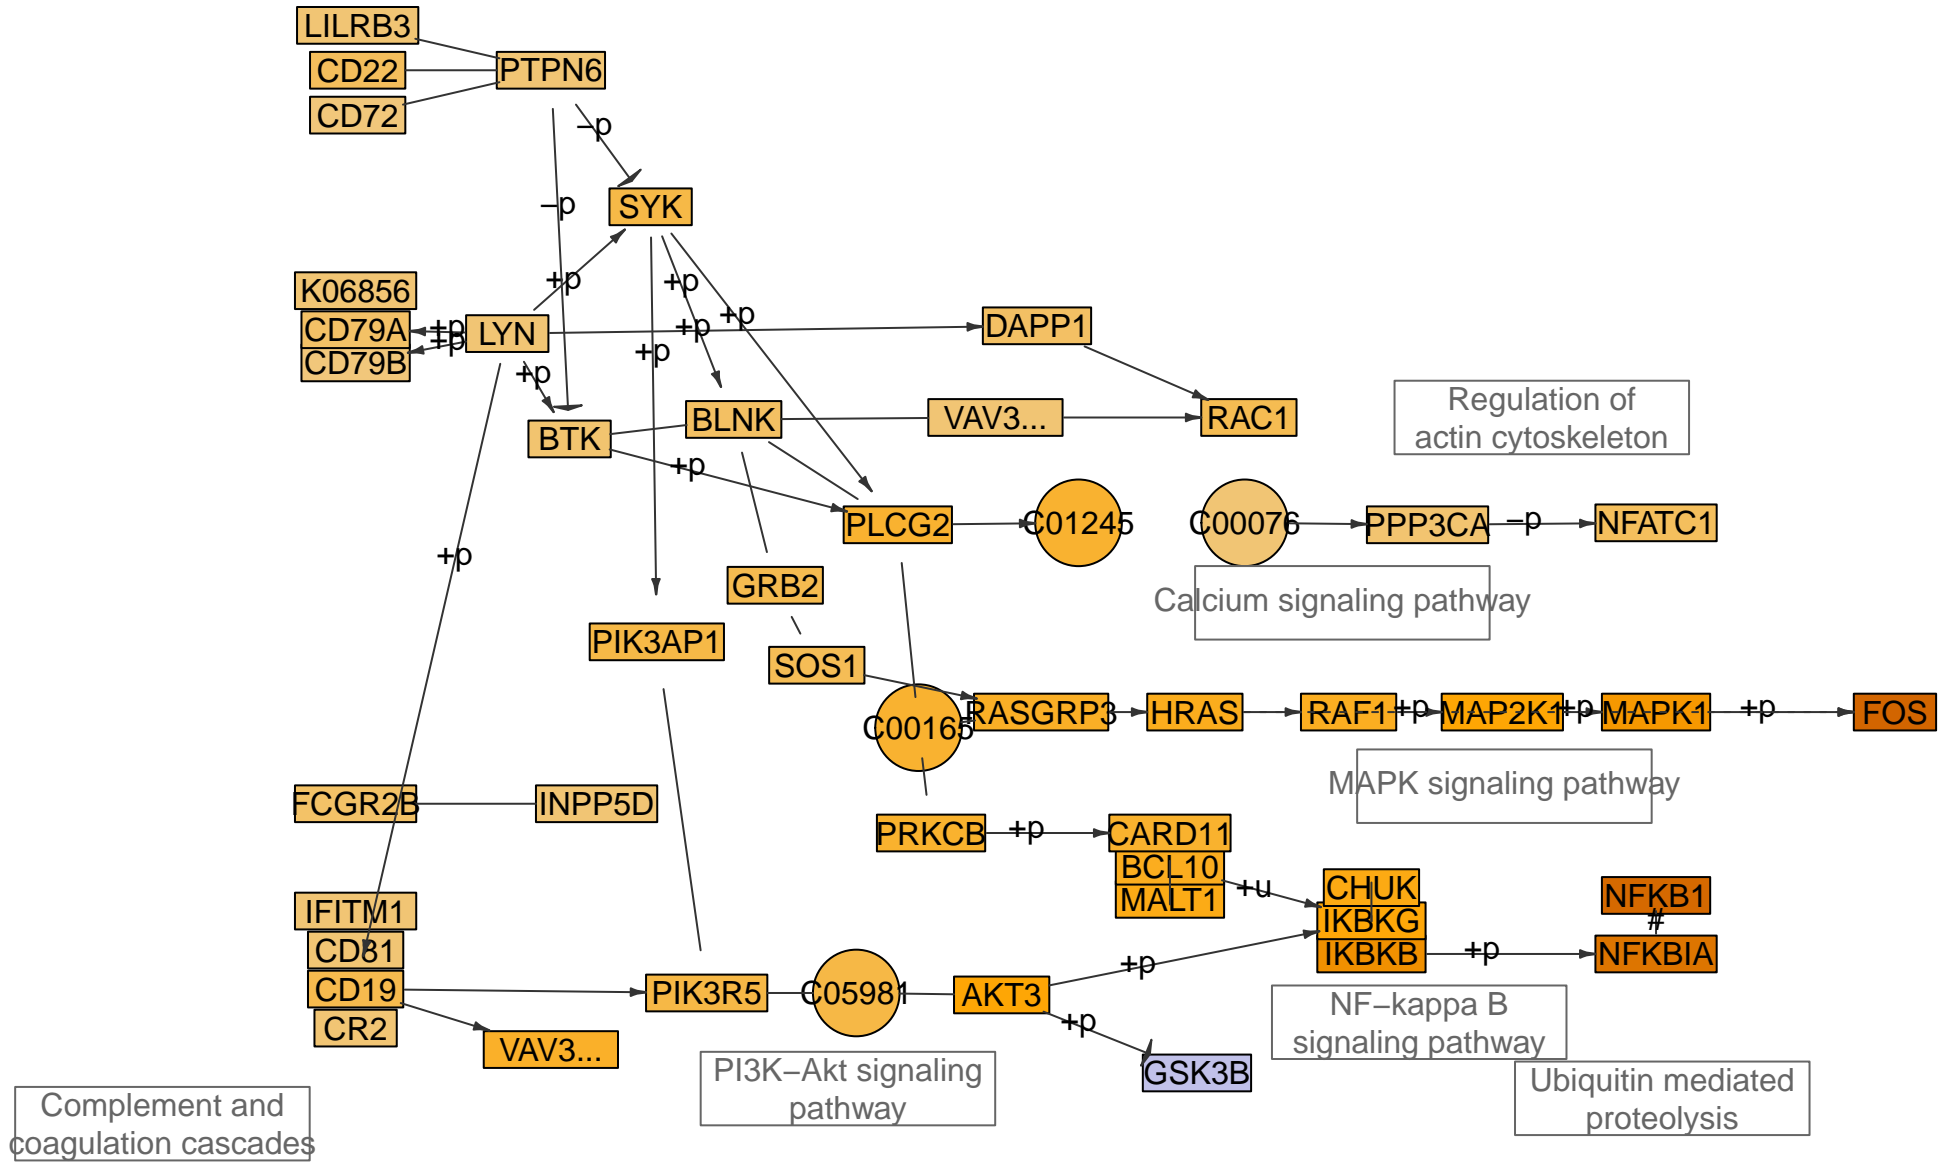 LILRB3
CD22
PTPN6
CD72
–p
SYK
–p
+p
+p
K06856
CD79A
+p
LYN
+p
+p
DAPP1
CD79B
+p
+p
+p
BTK
BLNK
VAV3...
RAC1
Regulation of
actin cytoskeleton
+p
PLCG2
C01245
C00076
PPP3CA
–p
NFATC1
+p
GRB2
Calcium signaling pathway
PIK3AP1
SOS1
C00165
RASGRP3
HRAS
RAF1
+p
MAP2K1
+p
MAPK1
+p
FOS
MAPK signaling pathway
FCGR2B
INPP5D
PRKCB
+p
CARD11
BCL10
MALT1
+u
CHUK
IKBKG
IKBKB
+p
NFKB1
#
NFKBIA
IFITM1
CD81
CD19
CR2
PIK3R5
C05981
AKT3
+p
+p
VAV3...
GSK3B
NF–kappa B
signaling pathway
PI3K–Akt signaling
pathway
Ubiquitin mediated
proteolysis
Complement and
coagulation cascades